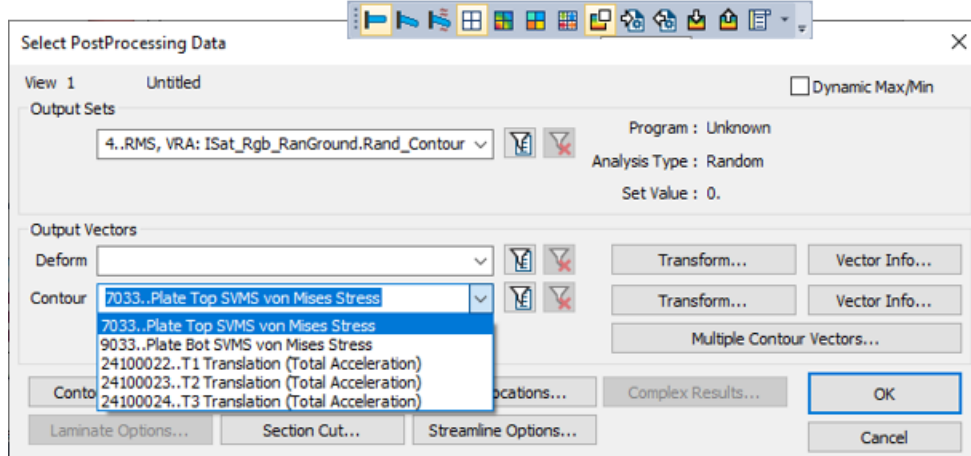 Select PostProcessing Data
View 1 Untitled
Dynamic Max/Min
Output Sets
4..RMS, VRA: ISat_Rgb_RanGround.Rand_Contour
Program : Unknown
Analysis Type : Random
Set Value : 0.
Output Vectors
Deform
Transform...
Vector Info...
Contour
7033..Plate Top SVMS von Mises Stress
Transform...
Vector Info...
7033..Plate Top SVMS von Mises Stress
9033..Plate Bot SVMS von Mises Stress
24100022..T1 Translation (Total Acceleration)
24100023..T2 Translation (Total Acceleration)
24100024..T3 Translation (Total Acceleration)
Multiple Contour Vectors...
Complex Results...
OK
Laminate Options...
Section Cut...
Streamline Options...
Cancel